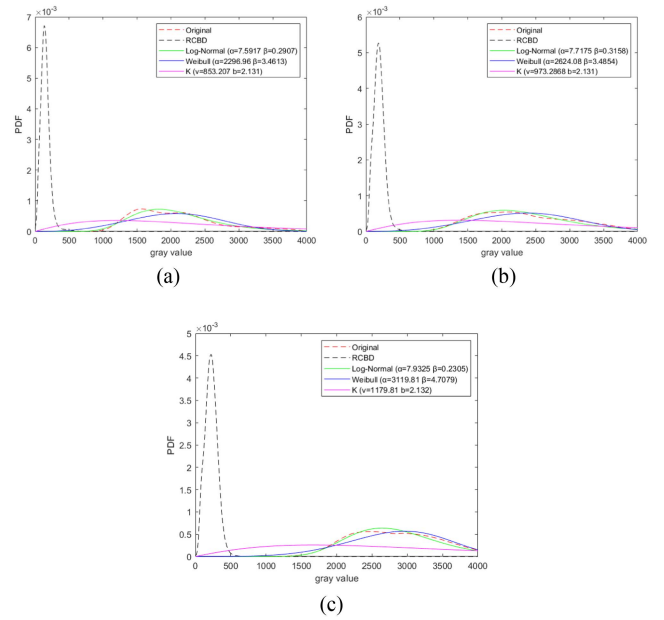 ×10-3
7
6
5
4
3
2
1
0
PDF
Original
RCBD
Log-Normal (α=7.5917 β=0.2907)
Weibull (α=2296.96 β=3.4613)
K (v=853.207 b=2.131)
0 500 1000 1500 2000 2500 3000 3500 4000
gray value
(a)
×10-3
6
5
4
3
2
1
0
PDF
Original
RCBD
Log-Normal (α=7.7175 β=0.3158)
Weibull (α=2624.08 β=3.4854)
K (v=973.2868 b=2.131)
0 500 1000 1500 2000 2500 3000 3500 4000
gray value
(b)
×10-3
5
4.5
4
3.5
3
2.5
2
1.5
1
0.5
0
PDF
Original
RCBD
Log-Normal (α=7.9325 β=0.2305)
Weibull (α=3119.81 β=4.7079)
K (v=1179.81 b=2.132)
0 500 1000 1500 2000 2500 3000 3500 4000
gray value
(c)